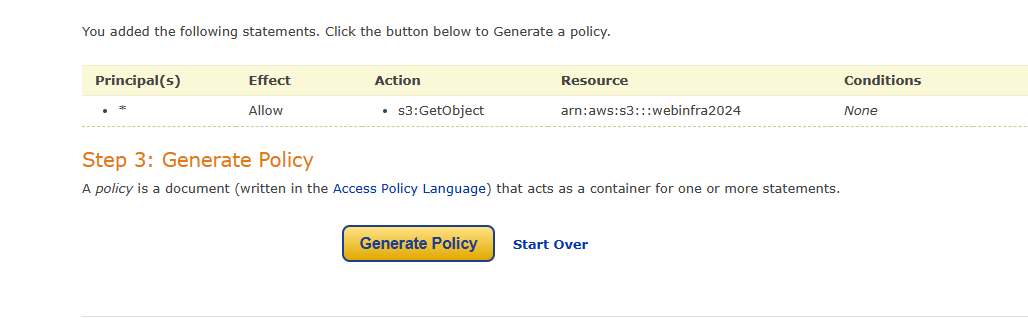 You added the following statements. Click the button below to Generate a policy.
Principal(s) Effect Action Resource Conditions
• * Allow • s3:GetObject arn:aws:s3:::webinfra2024 None
Step 3: Generate Policy
A policy is a document (written in the Access Policy Language) that acts as a container for one or more statements.
Generate Policy Start Over